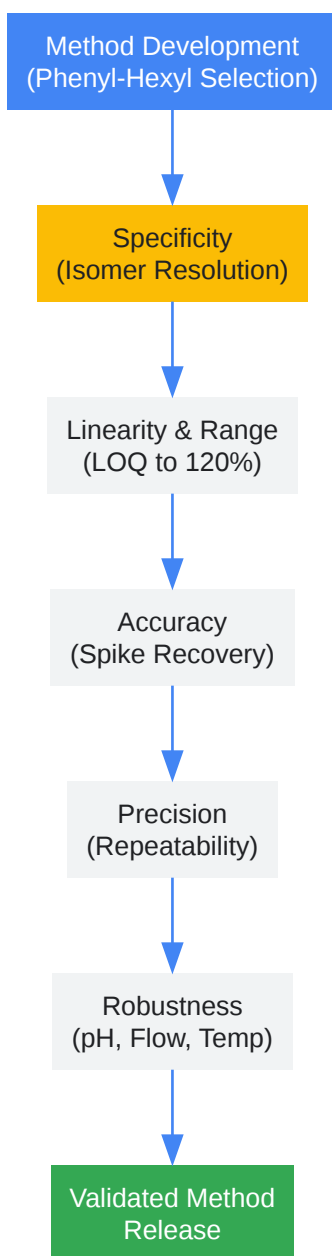 Method Development
(Phenyl-Hexyl Selection)
Specificity
(Isomer Resolution)
Linearity & Range
(LOQ to 120%)
Accuracy
(Spike Recovery)
Precision
(Repeatability)
Robustness
(pH, Flow, Temp)
Validated Method
Release